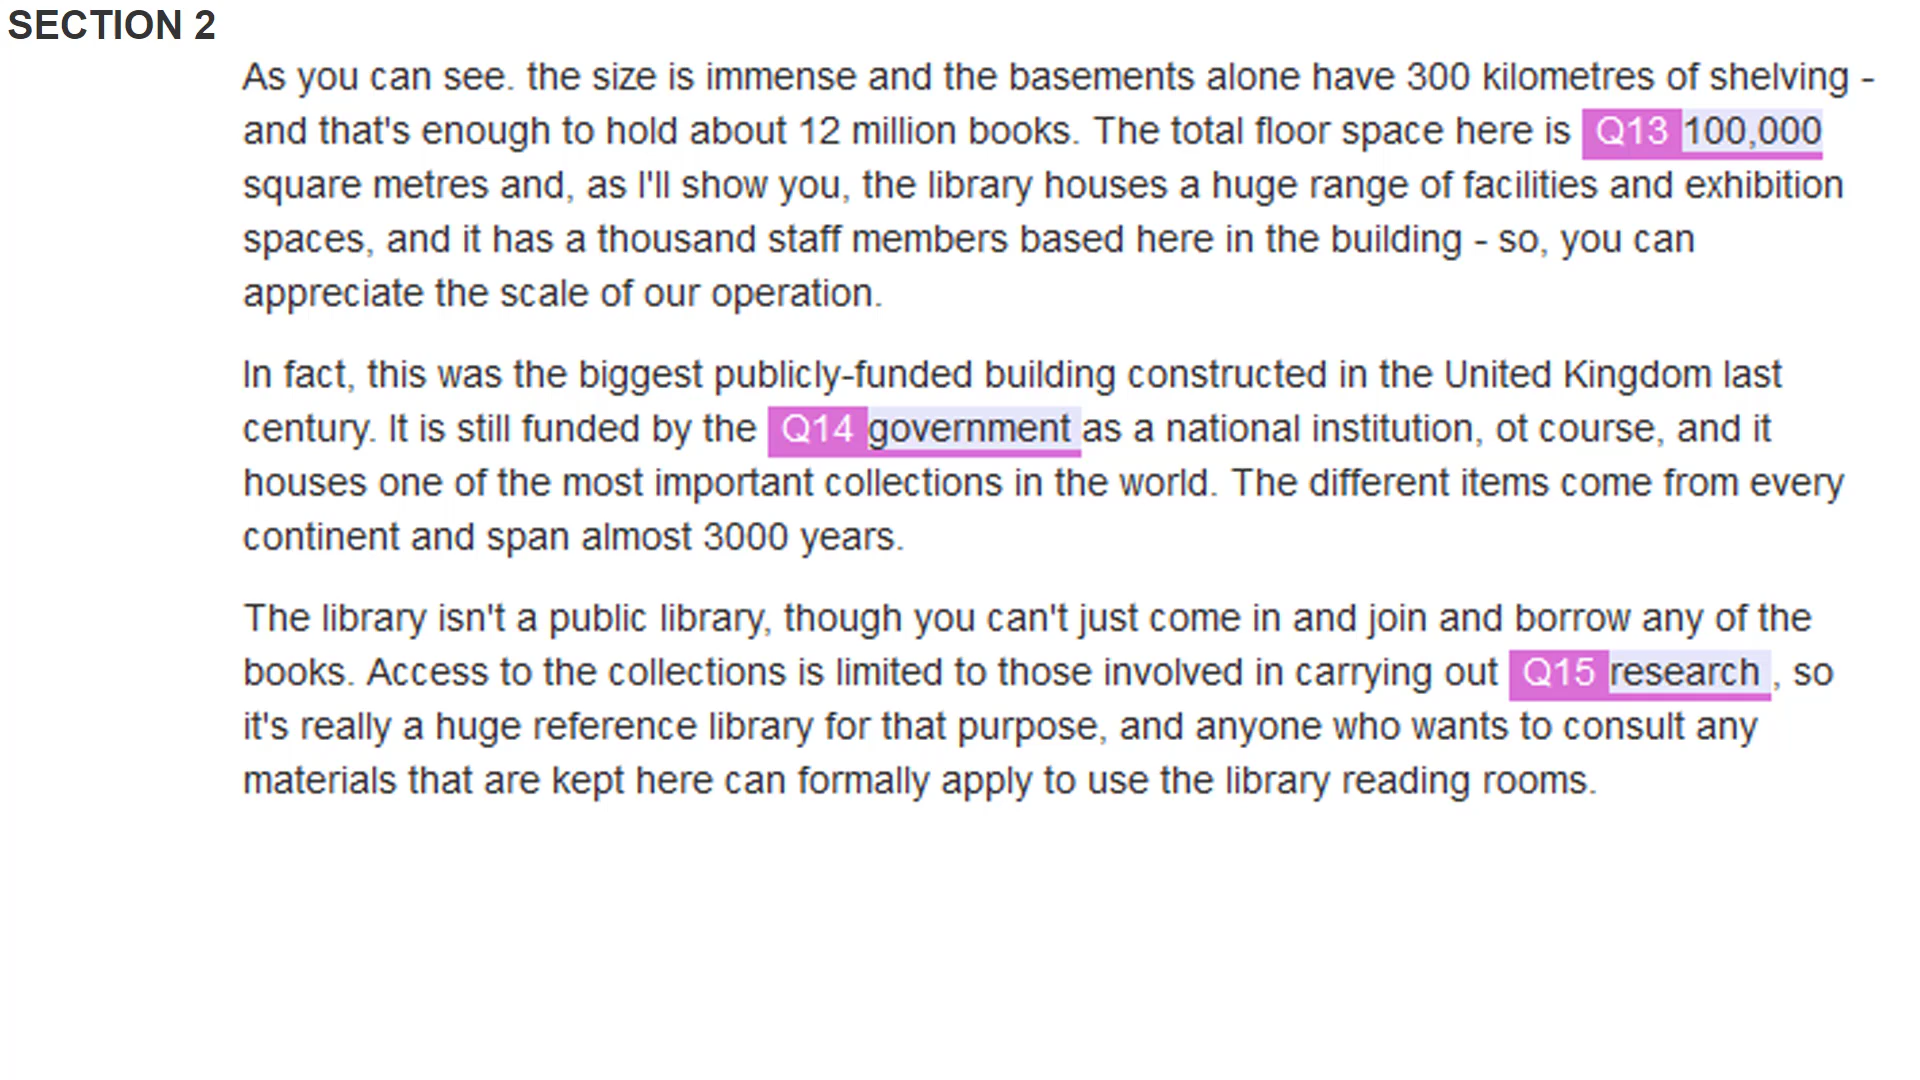 SECTION 2
As you can see. the size is immense and the basements alone have 300 kilometres of shelving -
and that's enough to hold about 12 million books. The total floor space here is Q13 100,000
square metres and, as I'll show you, the library houses a huge range of facilities and exhibition
spaces, and it has a thousand staff members based here in the building - so, you can
appreciate the scale of our operation.
In fact, this was the biggest publicly-funded building constructed in the United Kingdom last
century. It is still funded by the Q14 government as a national institution, ot course, and it
houses one of the most important collections in the world. The different items come from every
continent and span almost 3000 years.
The library isn't a public library, though you can't just come in and join and borrow any of the
books. Access to the collections is limited to those involved in carrying out Q15 research , so
it's really a huge reference library for that purpose, and anyone who wants to consult any
materials that are kept here can formally apply to use the library reading rooms.